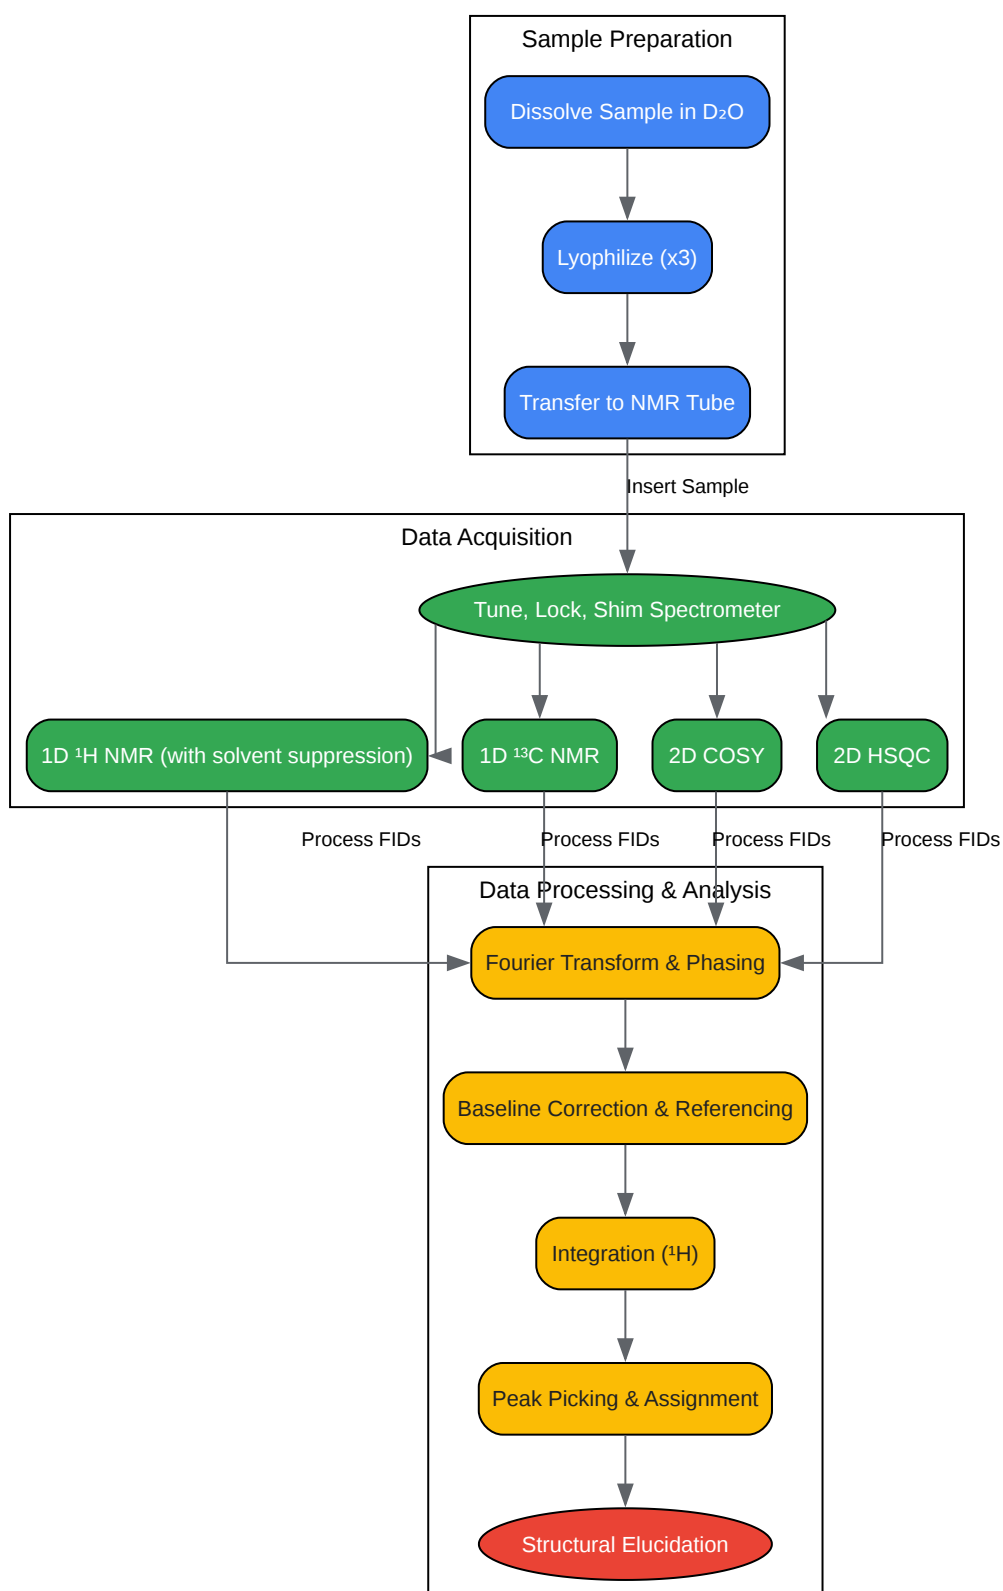 Sample Preparation
Dissolve Sample in D₂O
Lyophilize (x3)
Transfer to NMR Tube
Insert Sample
Data Acquisition
Tune, Lock, Shim Spectrometer
1D ¹H NMR (with solvent suppression)
1D ¹³C NMR
2D COSY
2D HSQC
Process FIDs
Process FIDs
Process FIDs
Process FIDs
Data Processing & Analysis
Fourier Transform & Phasing
Baseline Correction & Referencing
Integration (¹H)
Peak Picking & Assignment
Structural Elucidation